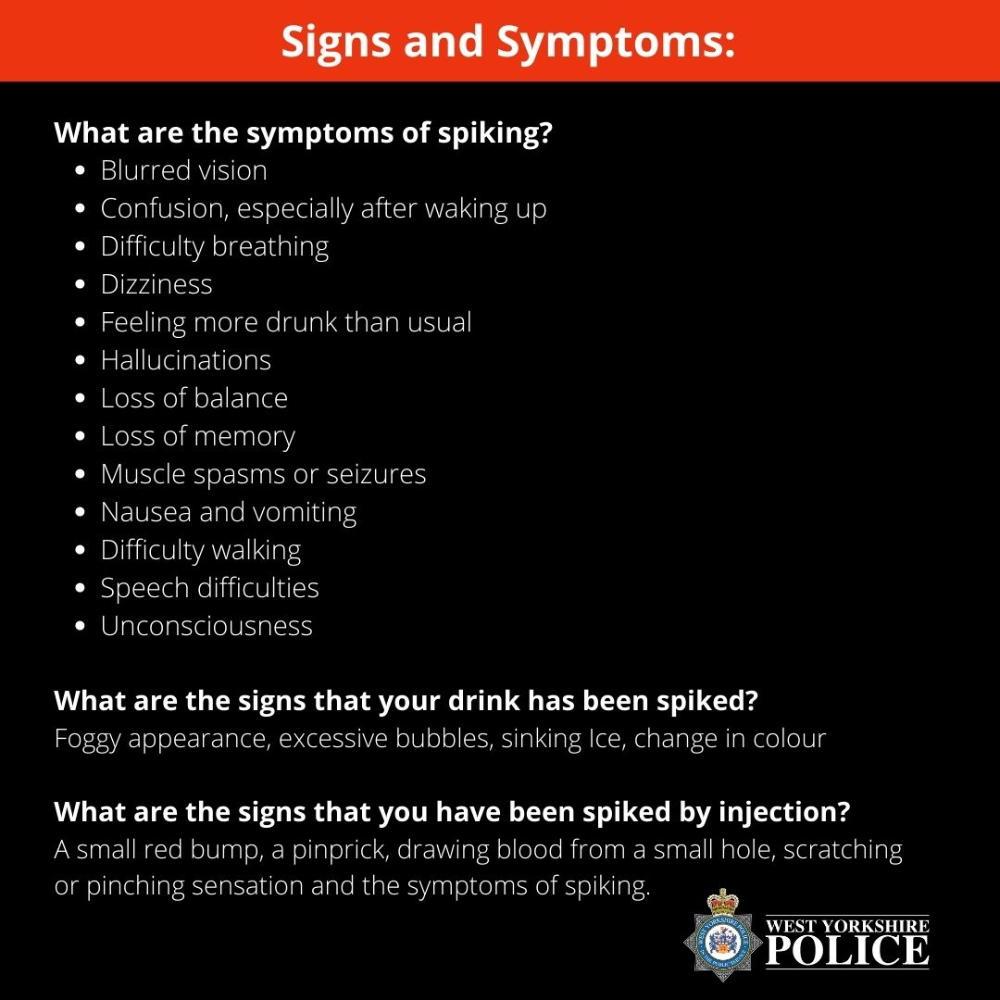 Signs and Symptoms:
What are the symptoms of spiking?
• Blurred vision
• Confusion, especially after waking up
• Difficulty breathing
• Dizziness
• Feeling more drunk than usual
• Hallucinations
• Loss of balance
• Loss of memory
• Muscle spasms or seizures
• Nausea and vomiting
• Difficulty walking
• Speech difficulties
• Unconsciousness
What are the signs that your drink has been spiked?
Foggy appearance, excessive bubbles, sinking Ice, change in colour
What are the signs that you have been spiked by injection?
A small red bump, a pinprick, drawing blood from a small hole, scratching
or pinching sensation and the symptoms of spiking.
WEST YORKSHIRE POLICE
WEST YORKSHIRE
POLICE